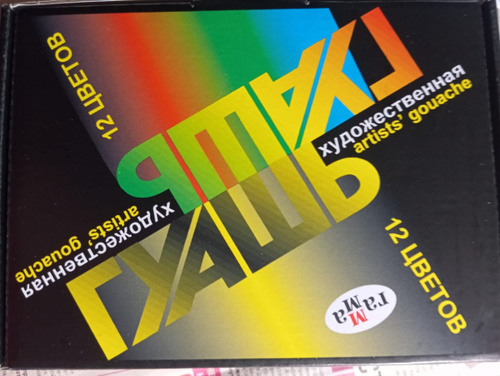 12 ЦВЕТОВ
ГУАШЬ
художественная
artists' gouache
ГУАШЬ
художественная
artists' gouache
12 ЦВЕТОВ
гамма